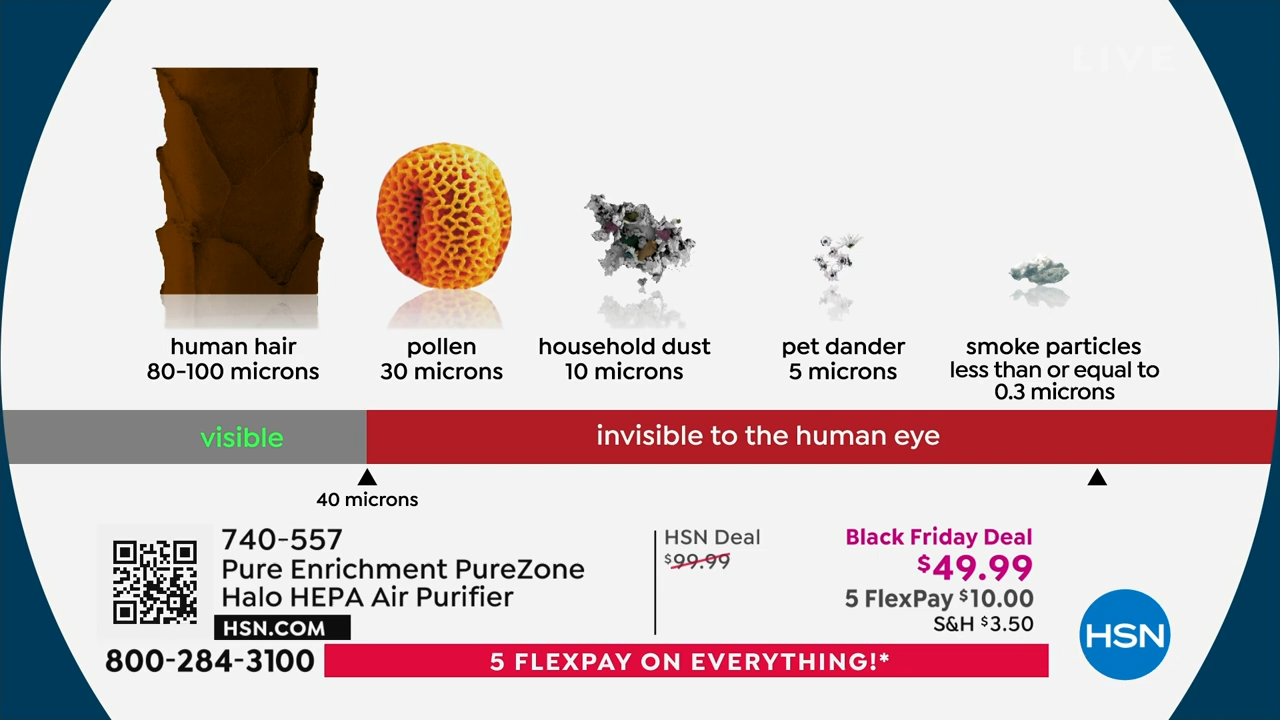 LIVE
human hair
80-100 microns
pollen
30 microns
household dust
10 microns
pet dander
5 microns
smoke particles
less than or equal to
0.3 microns
visible
invisible to the human eye
40 microns
740-557
Pure Enrichment PureZone
Halo HEPA Air Purifier
HSN.COM
800-284-3100
HSN Deal
$99.99
Black Friday Deal
$49.99
5 FlexPay $10.00
S&H $3.50
5 FLEXPAY ON EVERYTHING!*
HSN